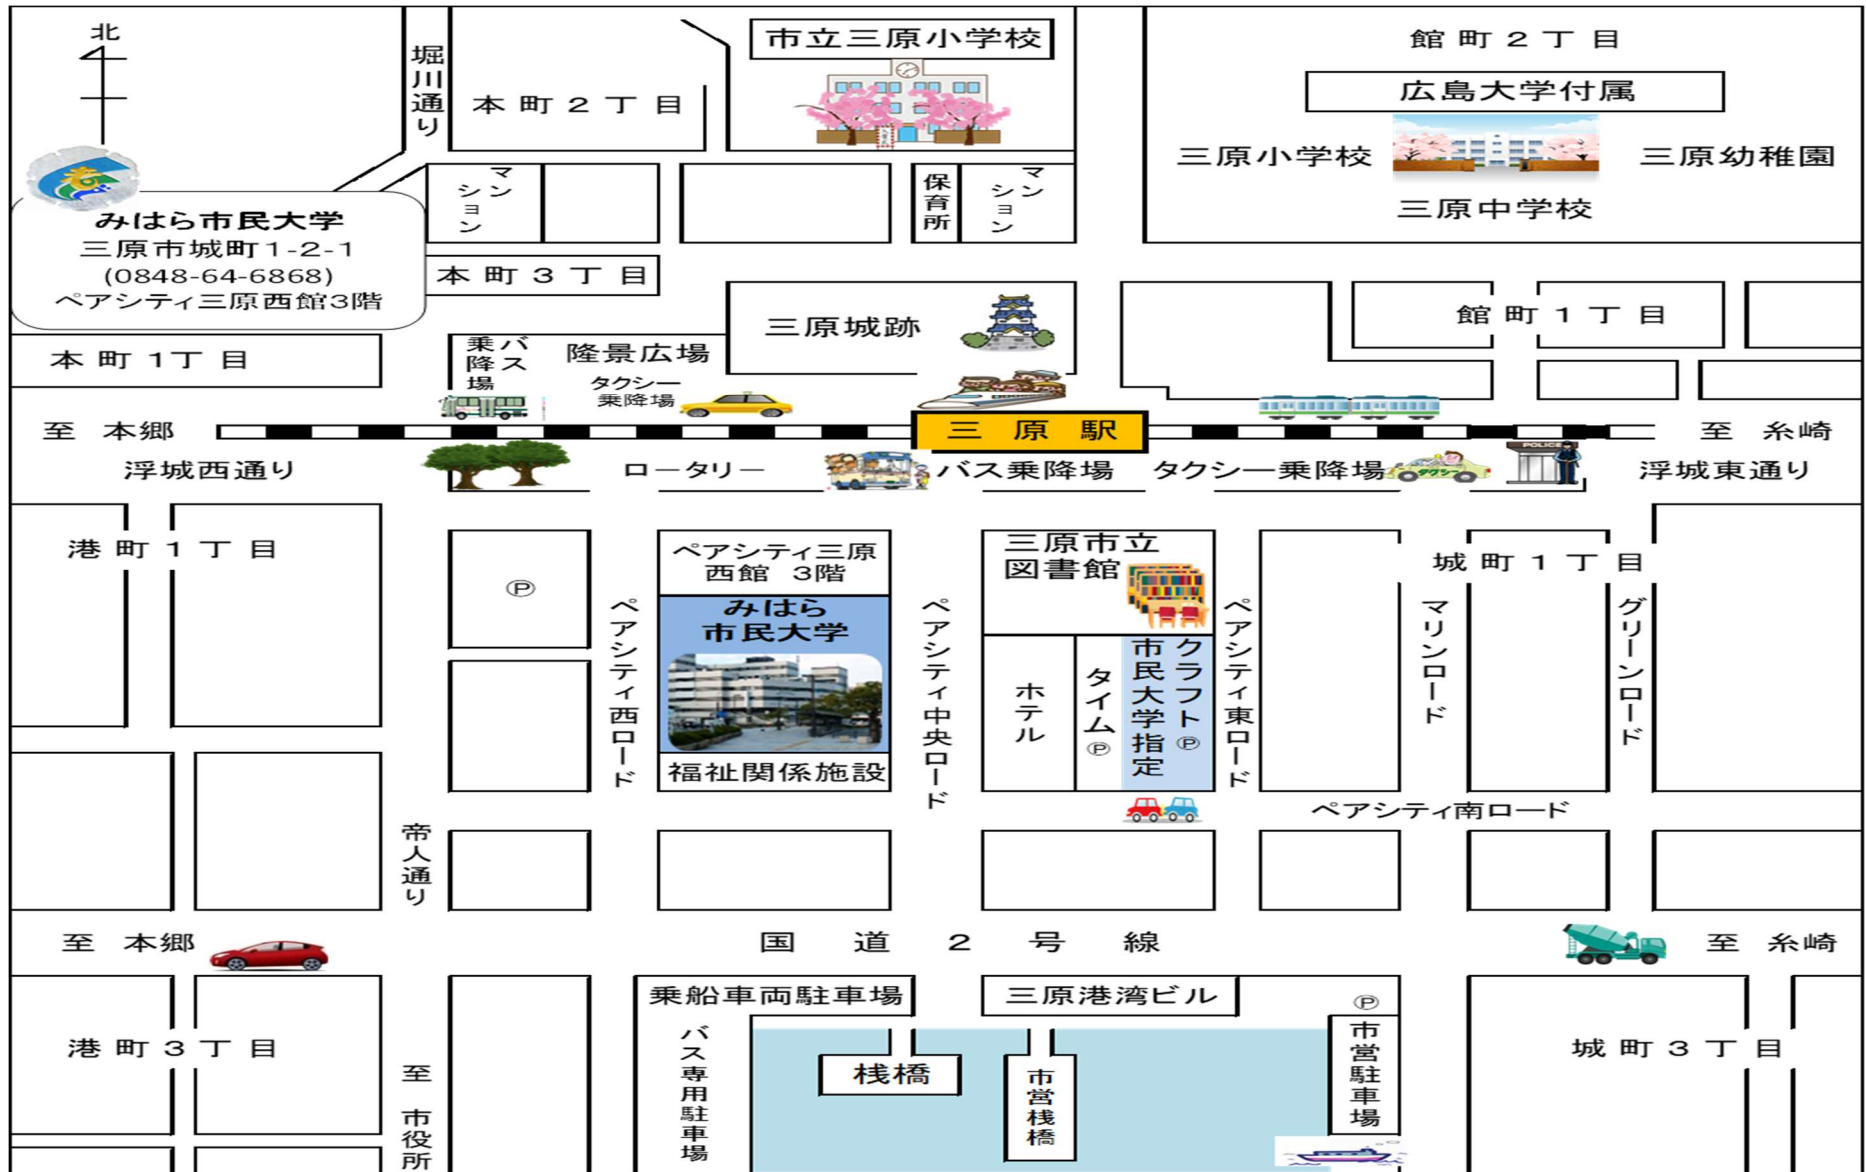 北
堀川通り
本町2丁目
市立三原小学校
館町2丁目
広島大学付属
三原小学校
三原幼稚園
三原中学校
マンション
保育所
マンション
みはら市民大学
三原市城町1-2-1
(0848-64-6868)
ペアシティ三原西館3階
本町3丁目
三原城跡
館町1丁目
本町1丁目
バス
乗降場
隆景広場
タクシー
乗降場
至 本郷
三原駅
至 糸崎
浮城西通り
ロータリー
バス乗降場
タクシー乗降場
タクシー
POLICE
浮城東通り
港町1丁目
Ⓟ
ペアシティ三原
西館 3階
みはら
市民大学
福祉関係施設
三原市立
図書館
城町1丁目
ペアシティ西ロード
ペアシティ中央ロード
ホテル
タイムⓅ
クラフトⓅ
市民大学指定
ペアシティ東ロード
マリンロード
グリーンロード
ペアシティ南ロード
帝人通り
至 本郷
国道2号線
至 糸崎
乗船車両駐車場
三原港湾ビル
Ⓟ
市営駐車場
港町3丁目
バス専用駐車場
桟橋
市営桟橋
城町3丁目
至 市役所